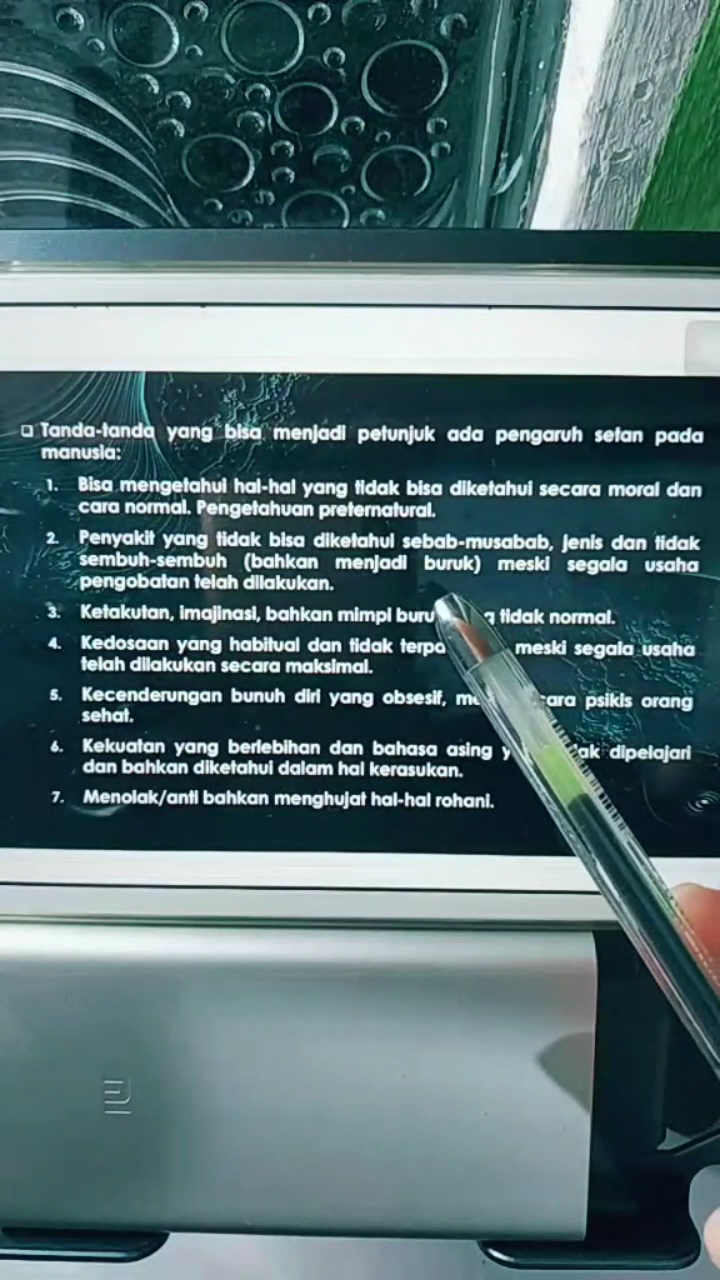 Tanda-tanda yang bisa menjadi petunjuk ada pengaruh setan pada
manusia:
1. Bisa mengetahui hal-hal yang tidak bisa diketahui secara moral dan
cara normal. Pengetahuan preternatural.
2. Penyakit yang tidak bisa diketahui sebab-musabab, jenis dan tidak
sembuh-sembuh (bahkan menjadi buruk) meski segala usaha
pengobatan telah dilakukan.
3. Ketakutan, imajinasi, bahkan mimpi tidak normal.
4. Kedosaan yang habitual dan tidak meski segala usaha
telah dilakukan secara maksimal.
5. Kecenderungan bunuh diri yang obsesif, psikis orang
sehat.
6. Kekuatan yang berlebihan dan bahasa asing dipelajari
dan bahkan diketahui dalam hal kerasukan.
7. Menolak/anti bahkan menghujat hal-hal rohani.